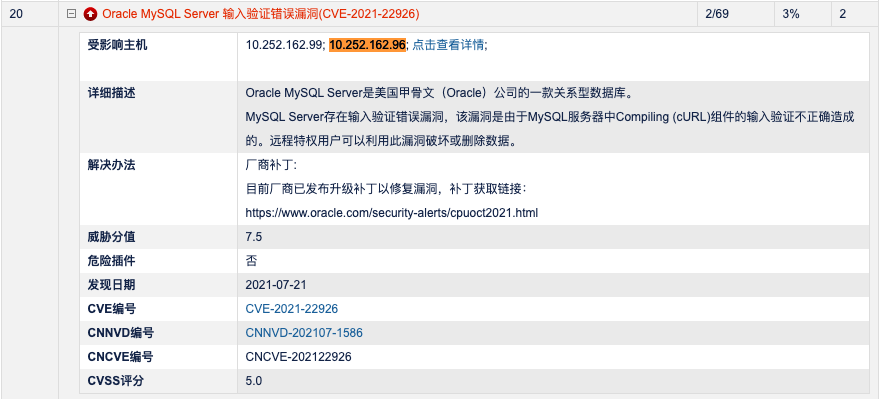 20 Oracle MySQL Server 输入验证错误漏洞(CVE-2021-22926) 2/69 3% 2
受影响主机 10.252.162.99; 10.252.162.96; 点击查看详情;
详细描述 Oracle MySQL Server是美国甲骨文（Oracle）公司的一款关系型数据库。
MySQL Server存在输入验证错误漏洞，该漏洞是由于MySQL服务器中Compiling (cURL)组件的输入验证不正确造成
的。远程特权用户可以利用此漏洞破坏或删除数据。
解决办法 厂商补丁：
目前厂商已发布升级补丁以修复漏洞，补丁获取链接：
https://www.oracle.com/security-alerts/cpuoct2021.html
威胁分值 7.5
危险插件 否
发现日期 2021-07-21
CVE编号 CVE-2021-22926
CNNVD编号 CNNVD-202107-1586
CNCVE编号 CNCVE-202122926
CVSS评分 5.0